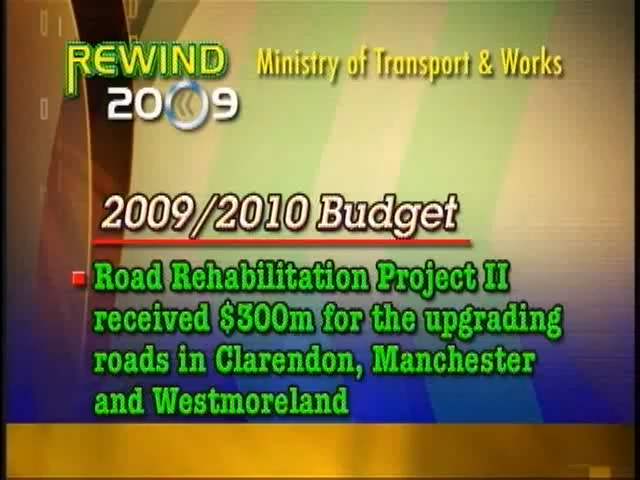 REWIND
2009
Ministry of Transport & Works
2009/2010 Budget
Road Rehabilitation Project II
received $300m for the upgrading
roads in Clarendon, Manchester
and Westmoreland